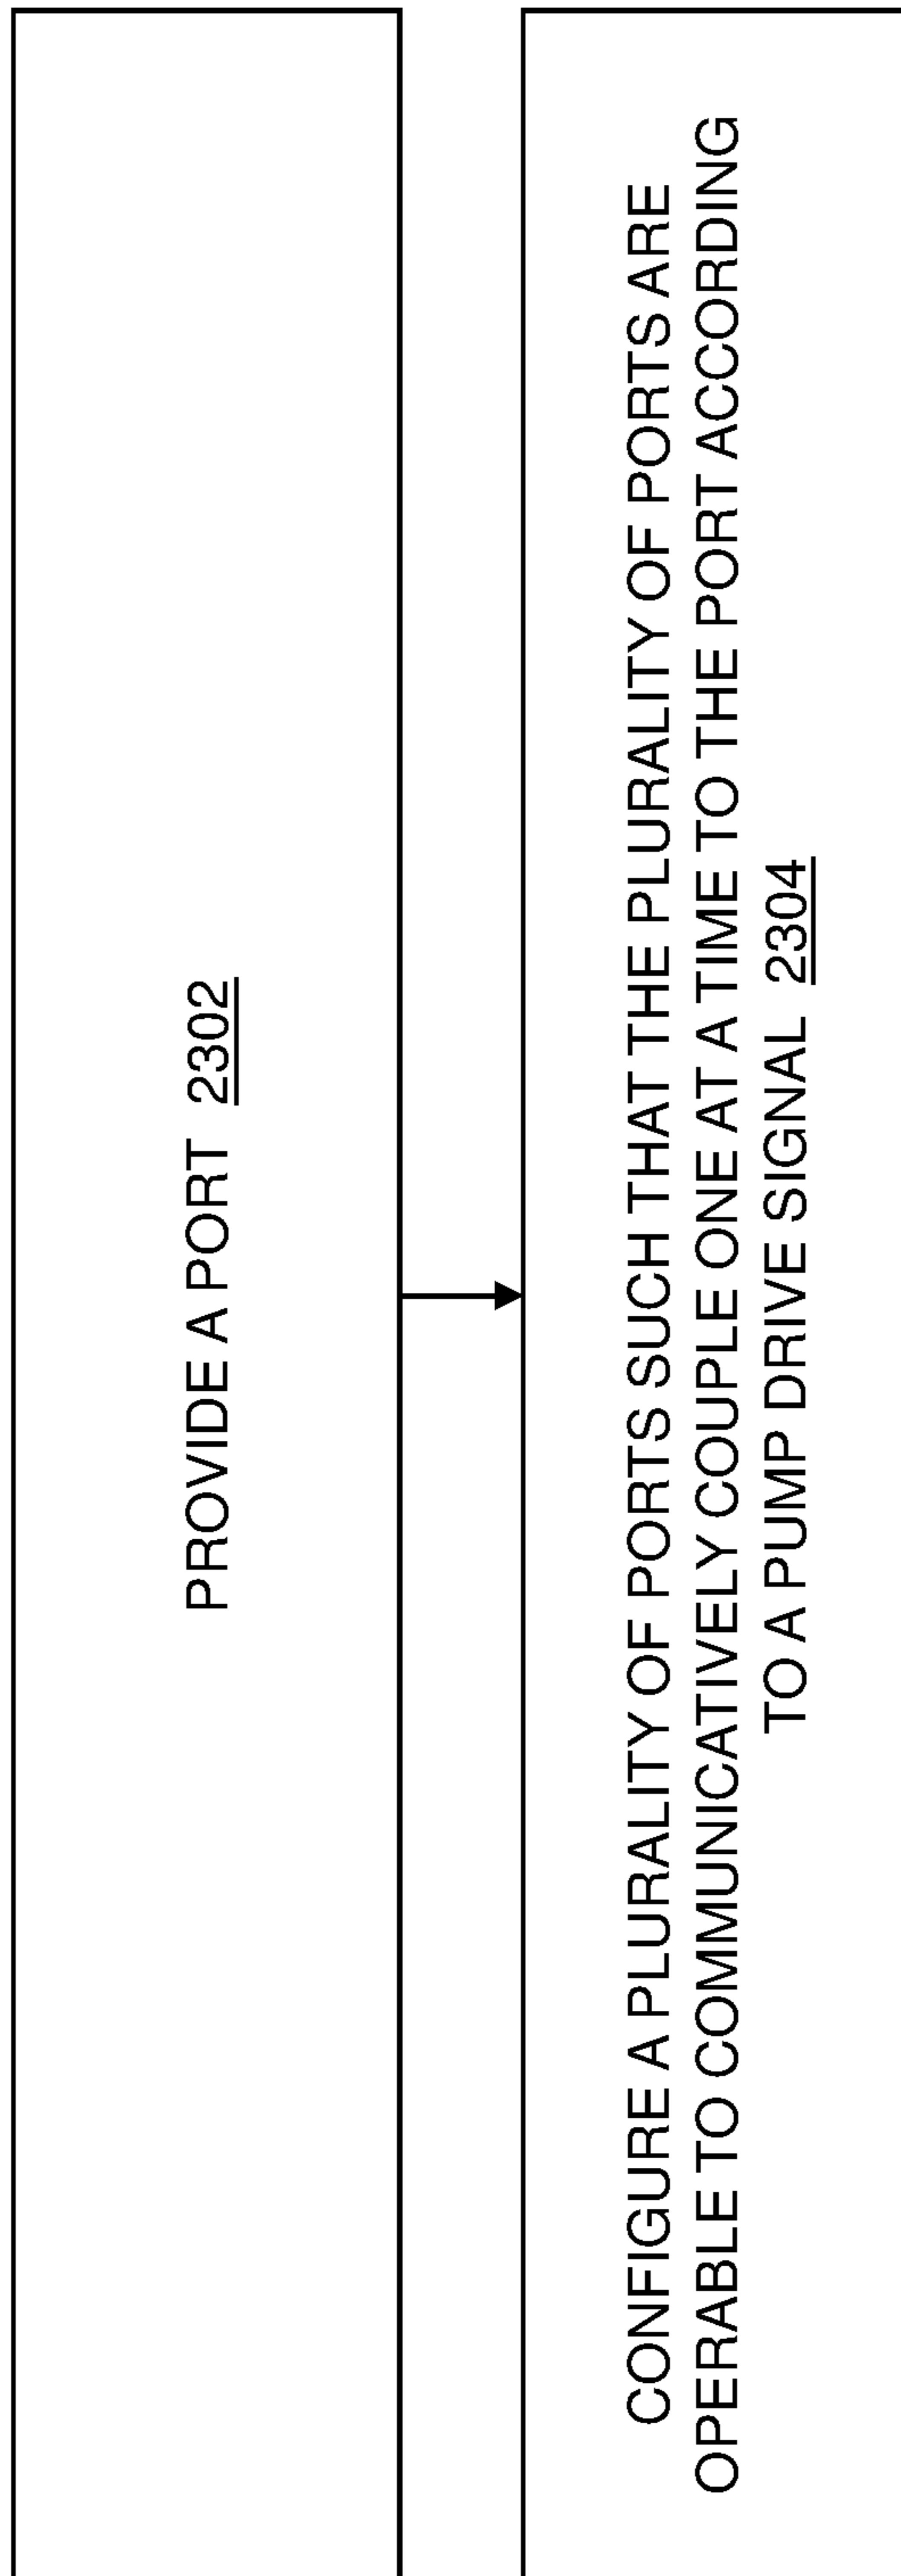 PROVIDE A PORT 2302
CONFIGURE A PLURALITY OF PORTS SUCH THAT THE PLURALITY OF PORTS ARE
OPERABLE TO COMMUNICATIVELY COUPLE ONE AT A TIME TO THE PORT ACCORDING
TO A PUMP DRIVE SIGNAL 2304